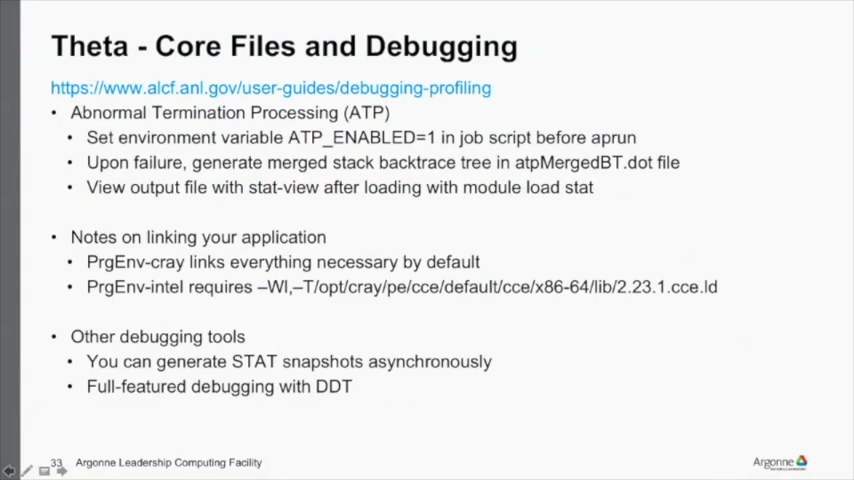 Theta - Core Files and Debugging
https://www.alcf.anl.gov/user-guides/debugging-profiling
• Abnormal Termination Processing (ATP)
• Set environment variable ATP_ENABLED=1 in job script before aprun
• Upon failure, generate merged stack backtrace tree in atpMergedBT.dot file
• View output file with stat-view after loading with module load stat
• Notes on linking your application
• PrgEnv-cray links everything necessary by default
• PrgEnv-intel requires –Wl,–T/opt/cray/pe/cce/default/cce/x86-64/lib/2.23.1.cce.ld
• Other debugging tools
• You can generate STAT snapshots asynchronously
• Full-featured debugging with DDT
33 Argonne Leadership Computing Facility
Argonne